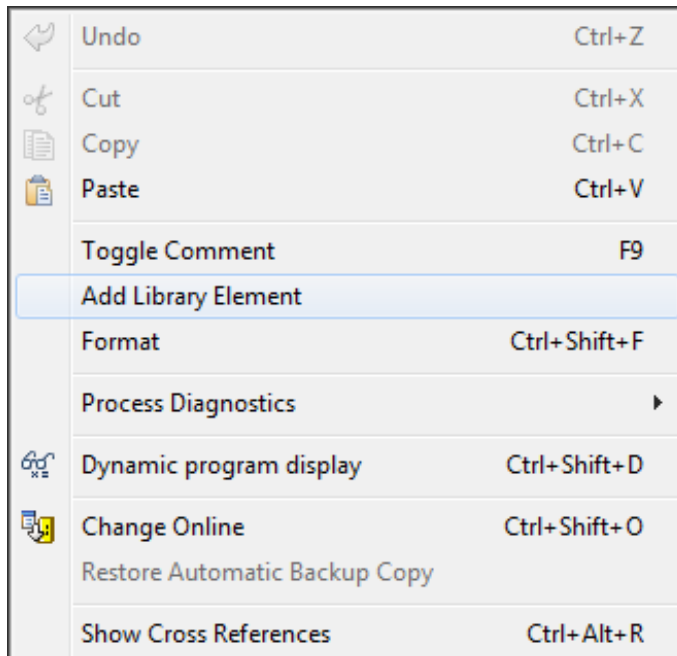 Undo Ctrl+Z
Cut Ctrl+X
Copy Ctrl+C
Paste Ctrl+V
Toggle Comment F9
Add Library Element
Format Ctrl+Shift+F
Process Diagnostics
Dynamic program display Ctrl+Shift+D
Change Online Ctrl+Shift+O
Restore Automatic Backup Copy
Show Cross References Ctrl+Alt+R